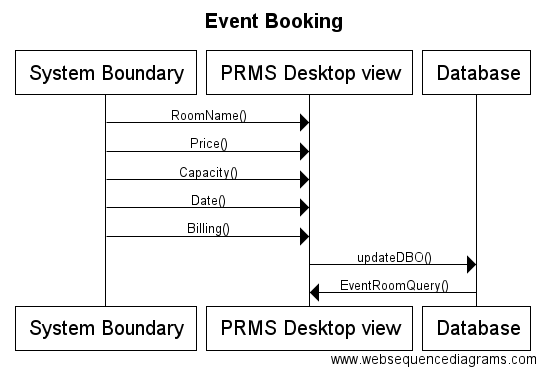 Event Booking
System Boundary PRMS Desktop view Database
RoomName()
Price()
Capacity()
Date()
Billing()
updateDBO()
EventRoomQuery()
System Boundary PRMS Desktop view Database
www.websequencediagrams.com